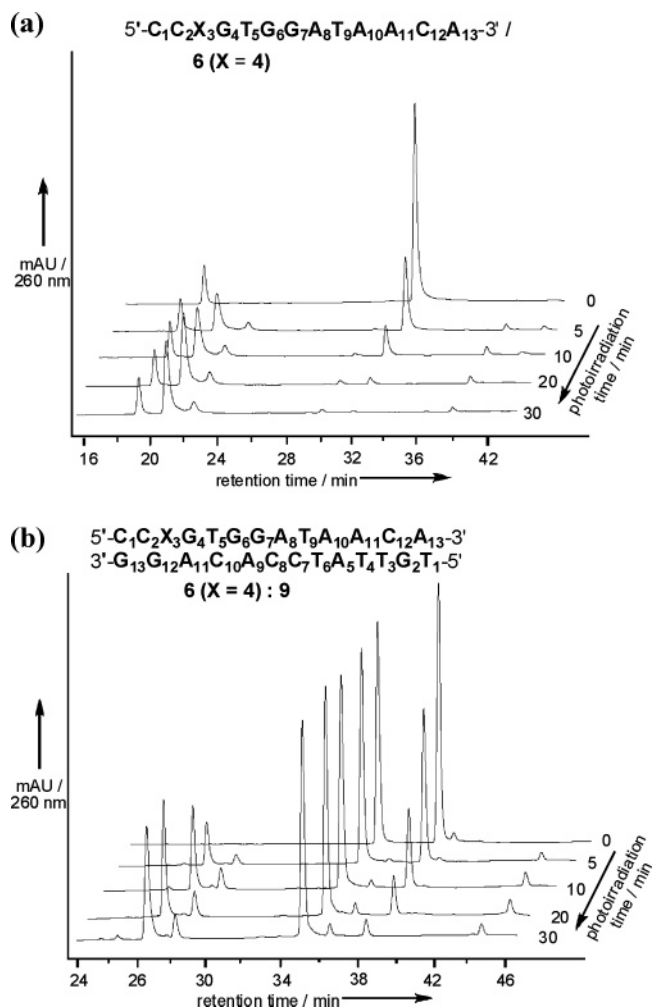 (a)
5'-C₁C₂X₃G₄T₅G₆G₇A₈T₉A₁₀A₁₁C₁₂A₁₃-3' /
6 (X = 4)
mAU /
260 nm
0
5
10
20
30
photoirradiation
time / min
16 20 24 28 32 36 42
retention time / min
(b)
5'-C₁C₂X₃G₄T₅G₆G₇A₈T₉A₁₀A₁₁C₁₂A₁₃-3'
3'-G₁₃G₁₂A₁₁C₁₀A₉C₈C₇T₆A₅T₄T₃G₂T₁-5'
6 (X = 4) : 9
mAU /
260 nm
0
5
10
20
30
photoirradiation
time / min
24 26 30 34 38 42 46
retention time / min